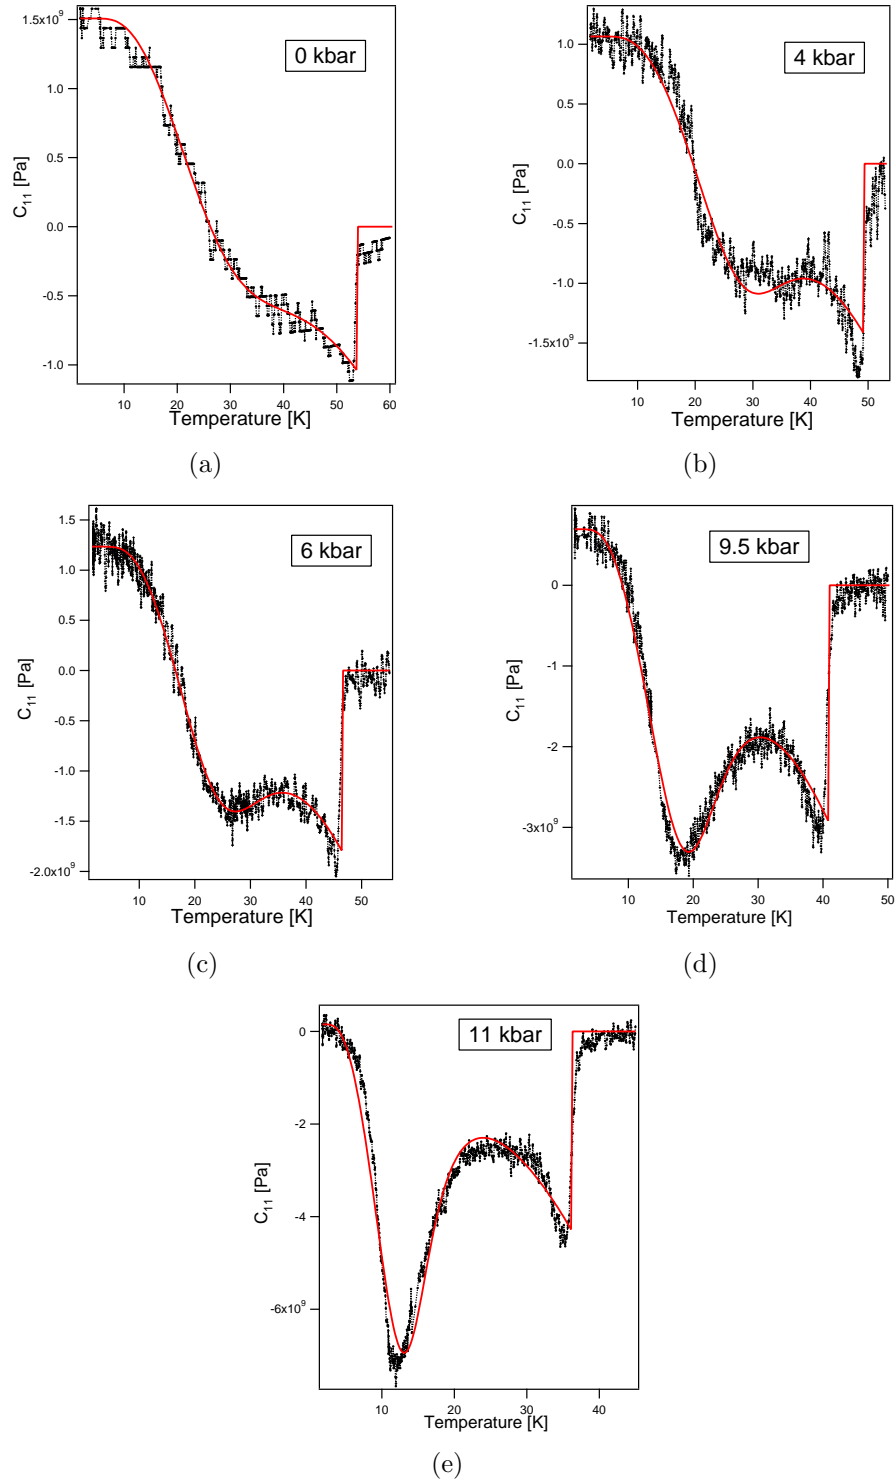 1.5x10⁹
1.0
0.5
0.0
-0.5
-1.0
C₁₁ [Pa]
0 kbar
10 20 30 40 50 60
Temperature [K]
(a)
1.0
0.5
0.0
-0.5
-1.0
-1.5x10⁹
C₁₁ [Pa]
4 kbar
10 20 30 40 50
Temperature [K]
(b)
1.5
1.0
0.5
0.0
-0.5
-1.0
-1.5
-2.0x10⁹
C₁₁ [Pa]
6 kbar
10 20 30 40 50
Temperature [K]
(c)
0
-1
-2
-3x10⁹
C₁₁ [Pa]
9.5 kbar
10 20 30 40 50
Temperature [K]
(d)
0
-2
-4
-6x10⁹
C₁₁ [Pa]
11 kbar
10 20 30 40
Temperature [K]
(e)